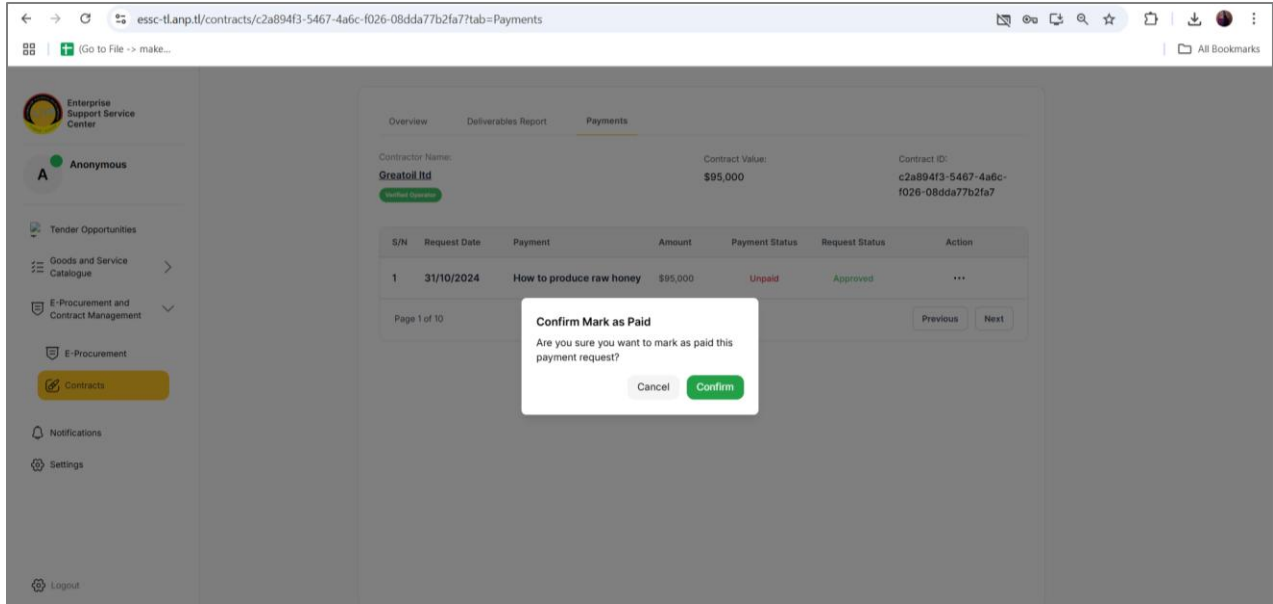 essc-tl.anp.tl/contracts/c2a894f3-5467-4a6c-f026-08dda77b2fa7?tab=Payments
(Go to File -> make...
All Bookmarks
Enterprise
Support Service
Center
A
Anonymous
Tender Opportunities
Goods and Service
Catalogue
E-Procurement and
Contract Management
E-Procurement
Contracts
Notifications
Settings
Logout
Overview Deliverables Report Payments
Contractor Name: Contract Value: Contract ID:
Greatoil ltd $95,000 c2a894f3-5467-4a6c-
f026-08dda77b2fa7
Verified Operator
S/N Request Date Payment Amount Payment Status Request Status Action
1 31/10/2024 How to produce raw honey $95,000 Unpaid Approved ...
Page 1 of 10 Previous Next
Confirm Mark as Paid
Are you sure you want to mark as paid this
payment request?
Cancel Confirm